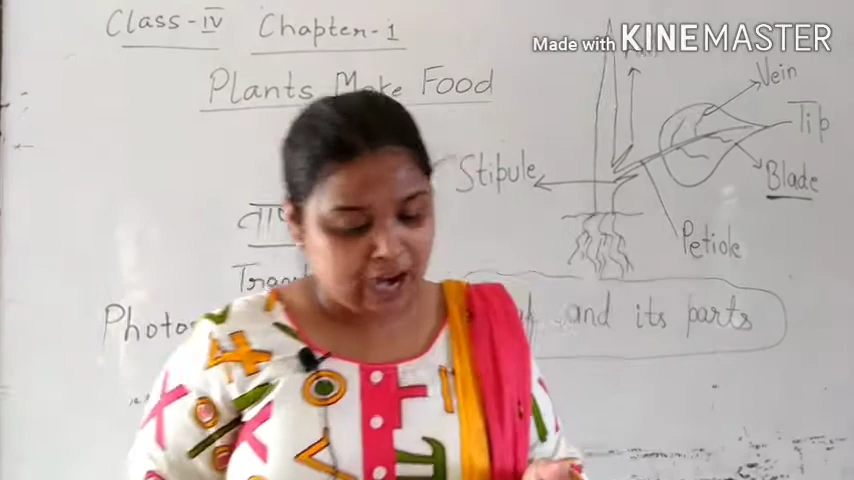 Class - IV Chapter - 1
Made with KINEMASTER
Plants Make Food
Vein
Tip
Stipule
Blade
Petiole
and its parts